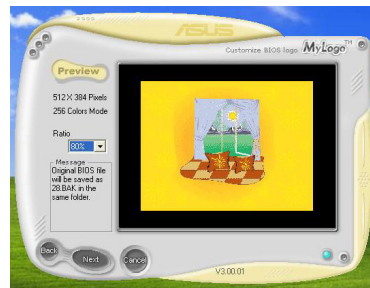 ASUS
Customize BIOS logo MyLogo™
Preview
512 X 384 Pixels
256 Colors Mode
Ratio
80%
Message
Original BIOS file
will be saved as
28.BAK in the
same folder.
Back
Next
Cancel
V3.00.01